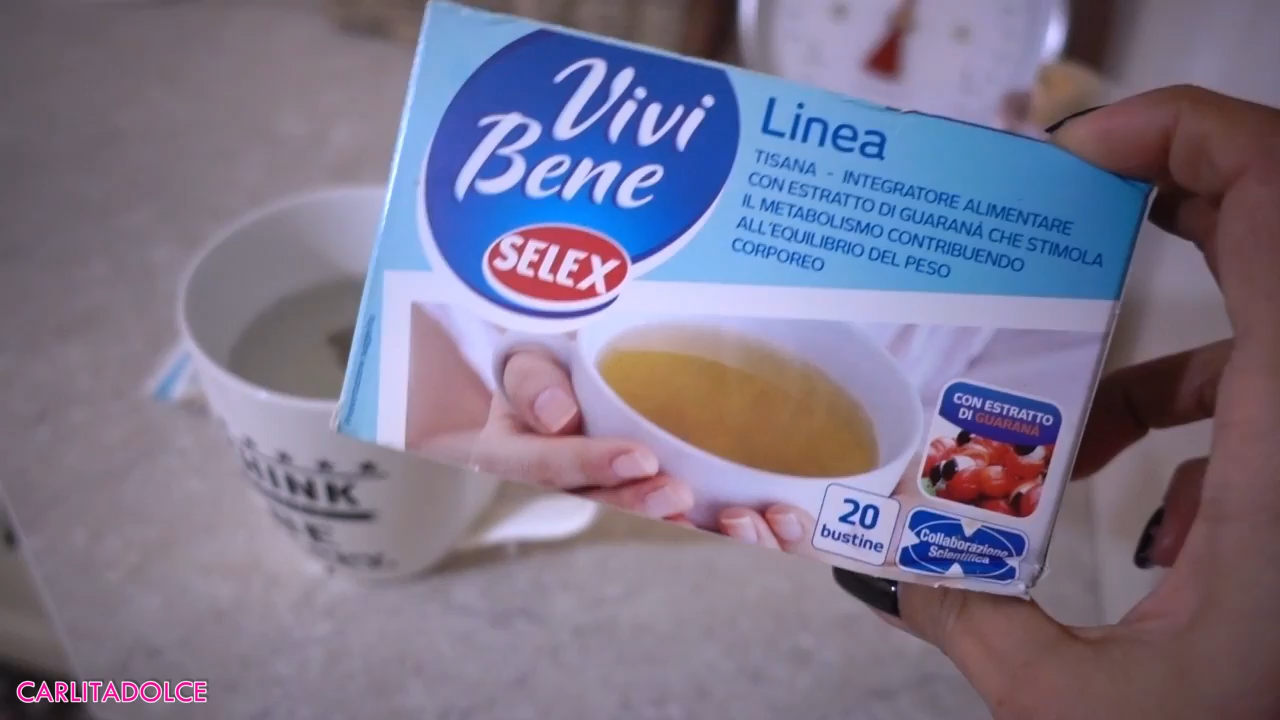 Vivi
Bene
SELEX
Linea
TISANA - INTEGRATORE ALIMENTARE
CON ESTRATTO DI GUARANÀ CHE STIMOLA
IL METABOLISMO CONTRIBUENDO
ALL'EQUILIBRIO DEL PESO
CORPOREO
CON ESTRATTO
DI GUARANÀ
20
bustine
Collaborazione
Scientifica
CARLITADOLCE